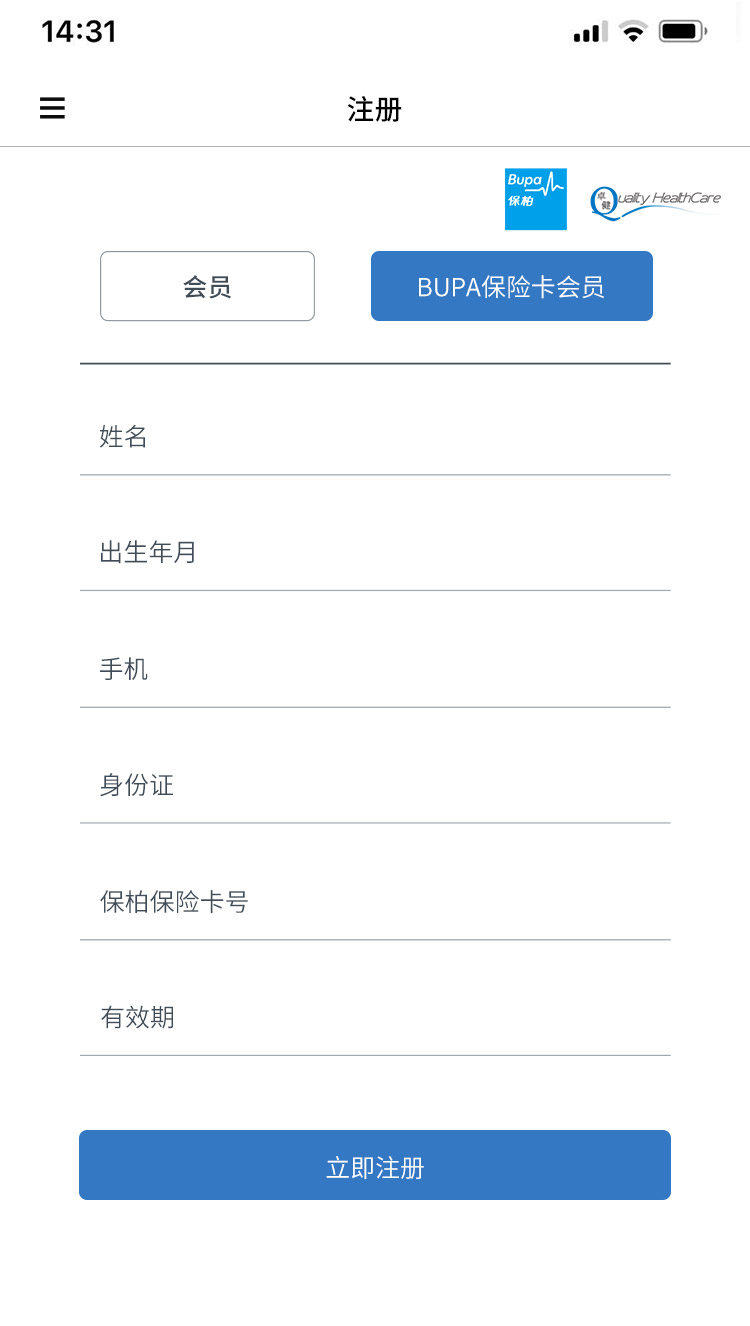 14:31
注册
Bupa
保柏
卓健
Quality HealthCare
会员
BUPA保险卡会员
姓名
出生年月
手机
身份证
保柏保险卡号
有效期
立即注册